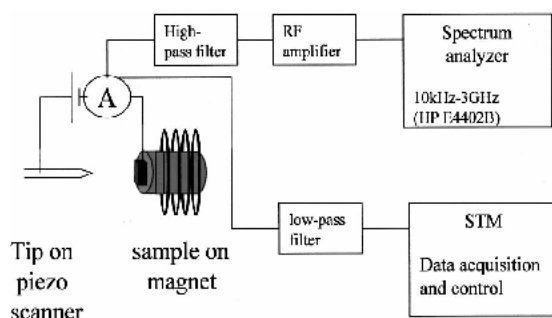 High-
pass filter
RF
amplifier
Spectrum
analyzer
10kHz-3GHz
(HP E4402B)
A
low-pass
filter
STM
Data acquisition
and control
Tip on
piezo
scanner
sample on
magnet